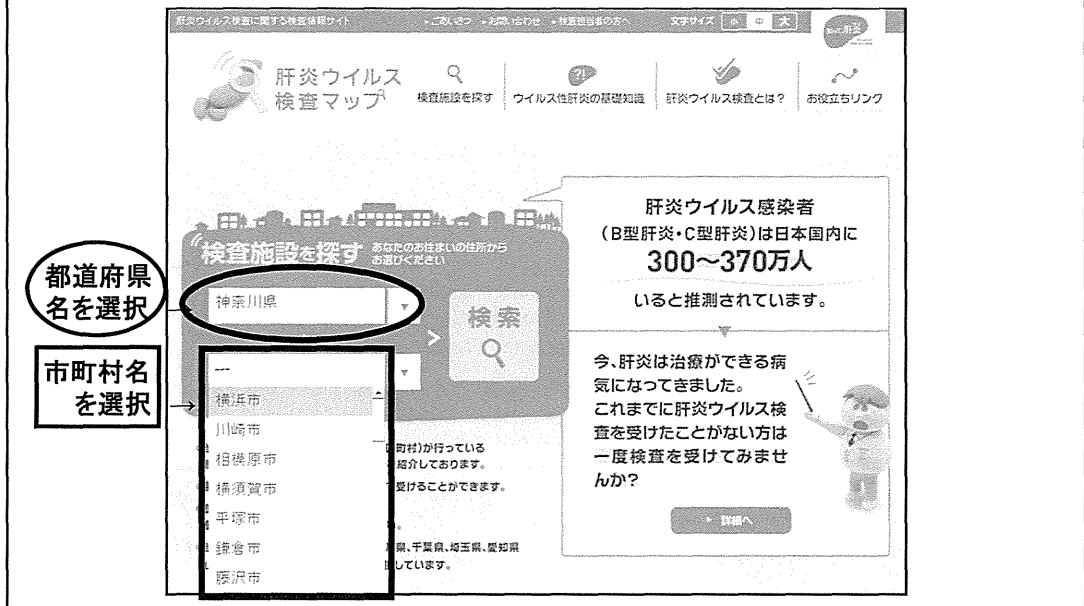 肝炎ウイルス検査に関する検査情報サイト
・ごあいさつ ・お問い合わせ ・検査担当者の方へ
文字サイズ 小 中 大
肝炎ウイルス
検査マップ
検査施設を探す
ウイルス性肝炎の基礎知識
肝炎ウイルス検査とは？
お役立ちリンク
検査施設を探す
あなたのお住まいの住所から
お選びください
都道府県
名を選択
神奈川県
検索
市町村名
を選択
---
横浜市
川崎市
相模原市
横須賀市
平塚市
鎌倉市
藤沢市
町村)が行っている
紹介しております。
受けることができます。
県、千葉県、埼玉県、愛知県
しています。
肝炎ウイルス感染者
(B型肝炎・C型肝炎)は日本国内に
300〜370万人
いると推測されています。
今、肝炎は治療ができる病
気になってきました。
これまでに肝炎ウイルス検
査を受けたことがない方は
一度検査を受けてみませ
んか?
詳細へ